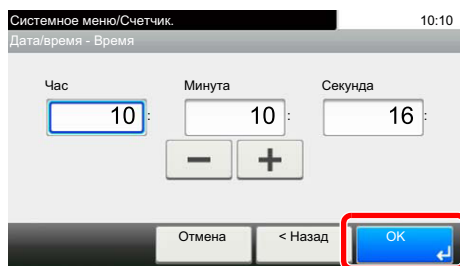 Системное меню/Счетчик. 10:10
Дата/время - Время
Час Минута Секунда
10 : 10 : 16 :
− +
Отмена < Назад OK